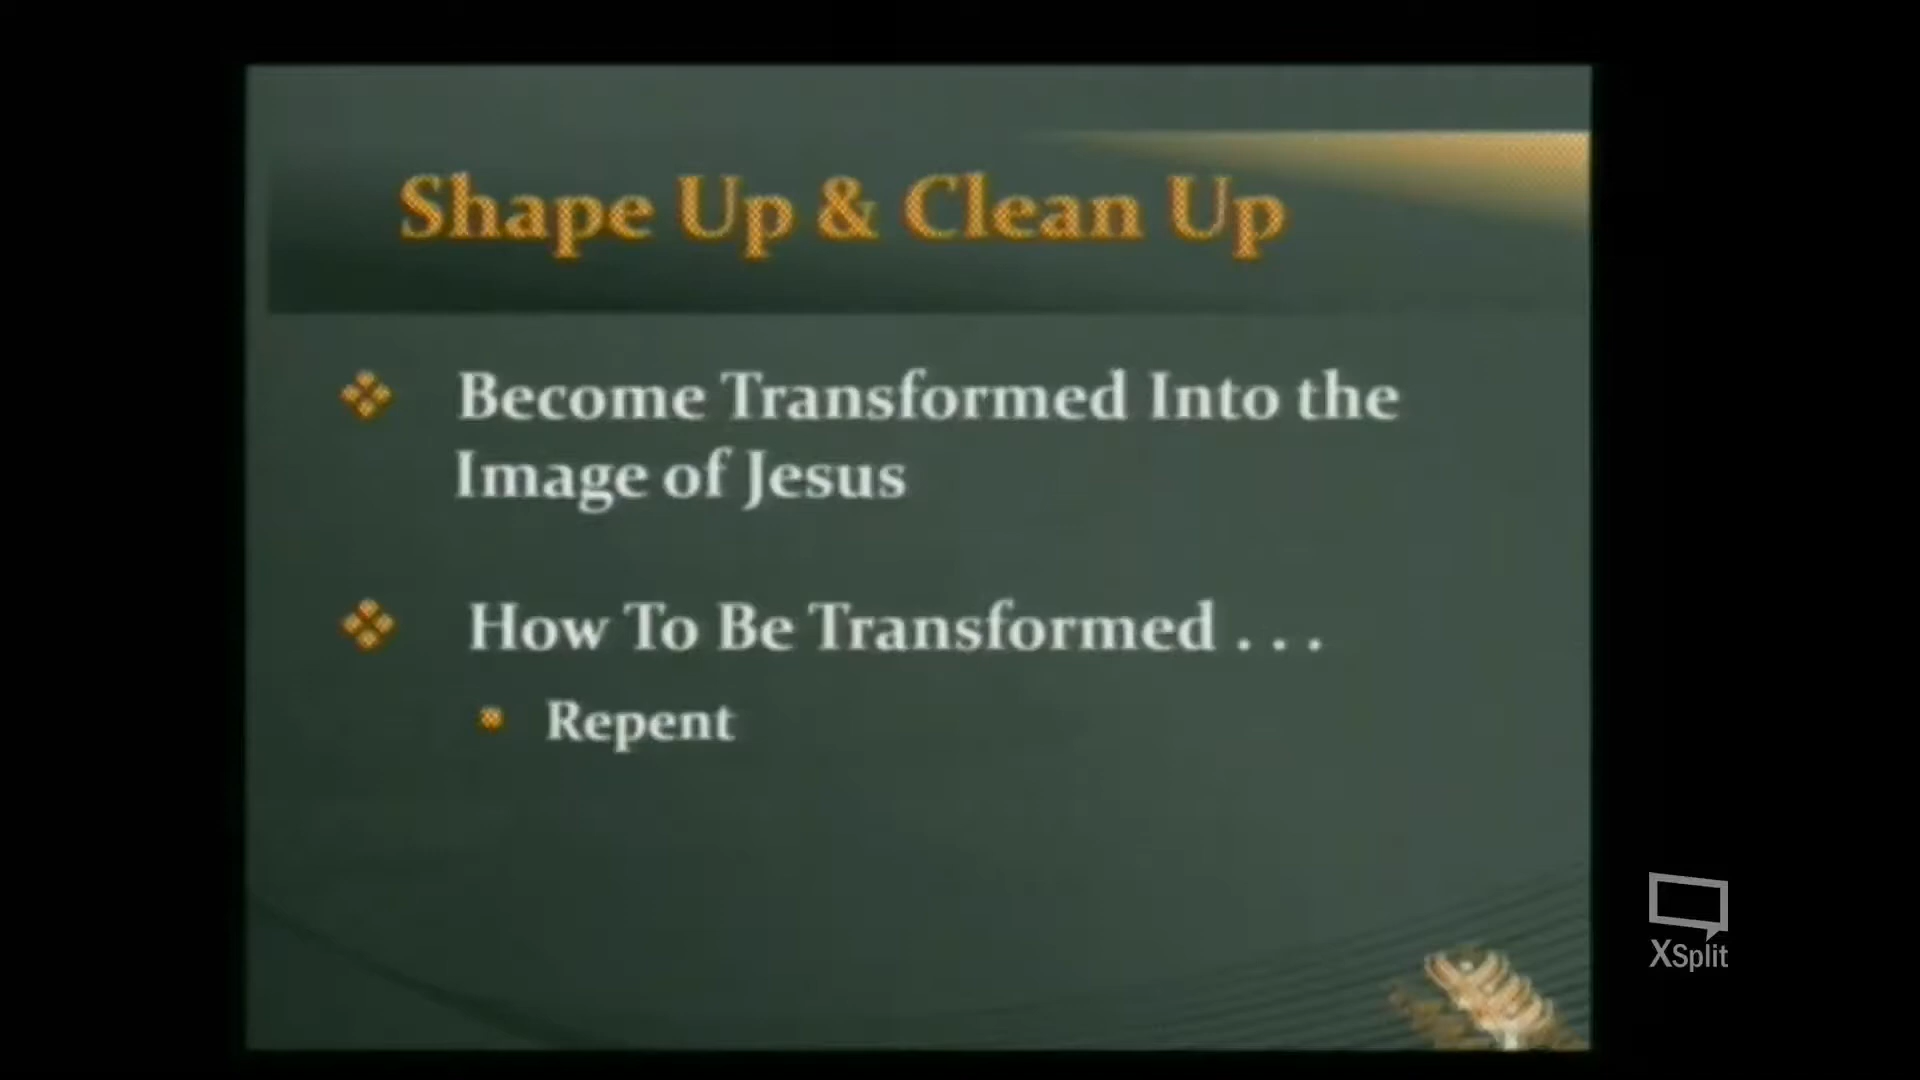 Shape Up & Clean Up
Become Transformed Into the
Image of Jesus
How To Be Transformed . . .
Repent
XSplit